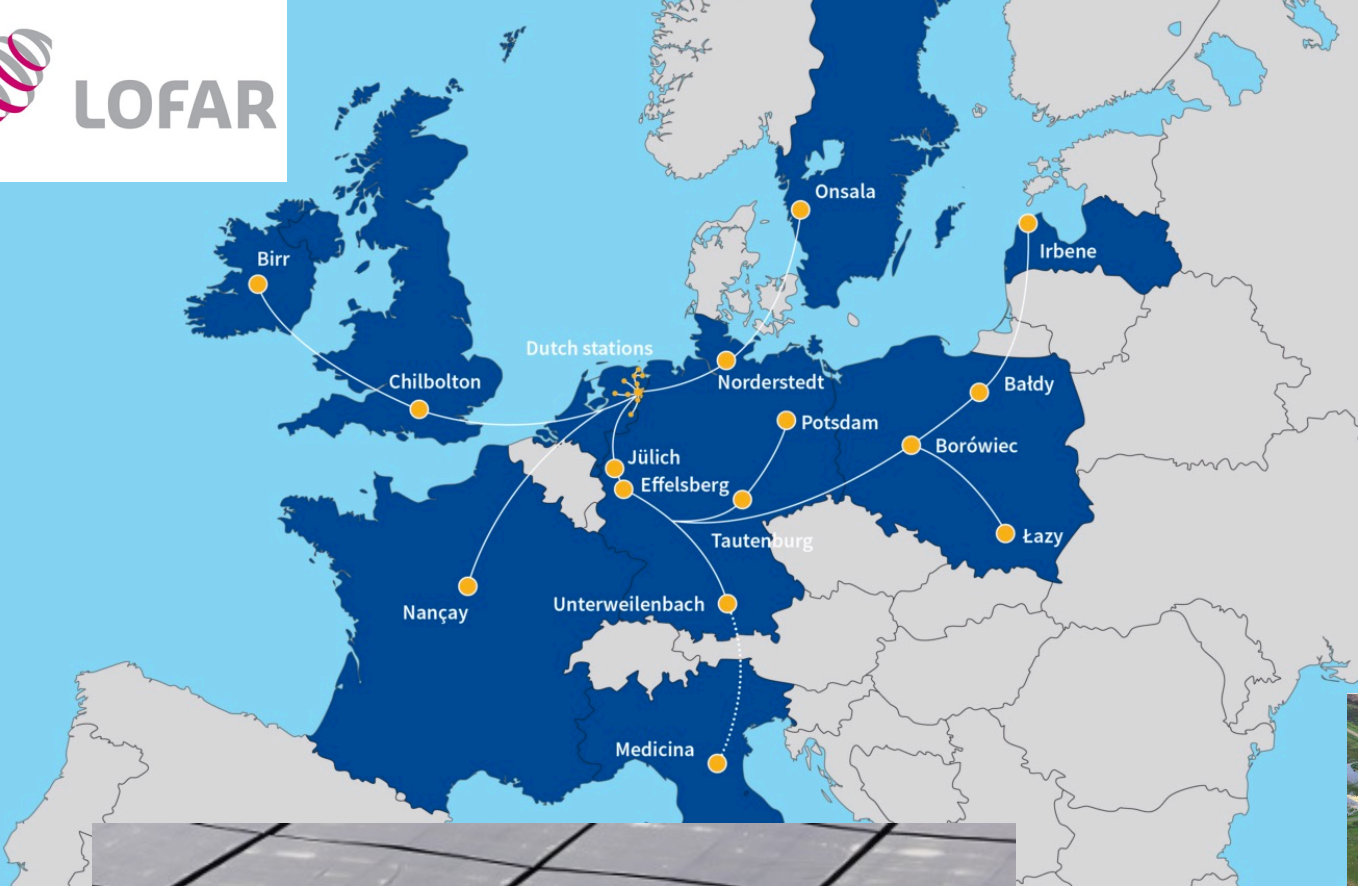 LOFAR
Onsala
Irbene
Birr
Dutch stations
Chilbolton
Norderstedt
Bałdy
Potsdam
Borówiec
Jülich
Effelsberg
Tautenburg
Łazy
Nançay
Unterweilenbach
Medicina